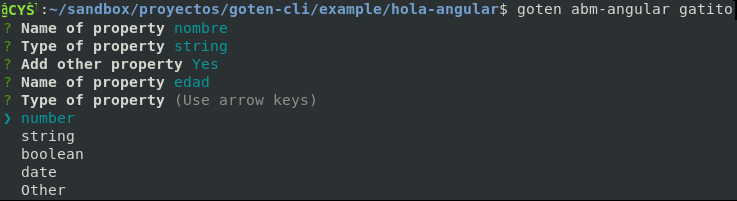 @CYS:~/sandbox/proyectos/goten-cli/example/hola-angular$ goten abm-angular gatito
? Name of property nombre
? Type of property string
? Add other property Yes
? Name of property edad
? Type of property (Use arrow keys)
❯ number
string
boolean
date
Other